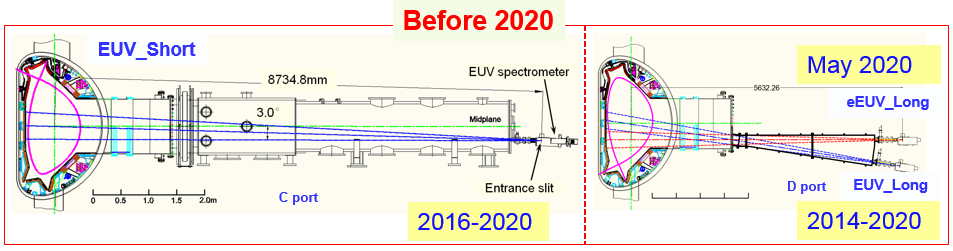 Before 2020
EUV_Short
8734.8mm
EUV spectrometer
3.0°
Midplane
Entrance slit
0 0.5 1.0 1.5 2.0m
C port
2016-2020
May 2020
5632.26
eEUV_Long
EUV_Long
D port
2014-2020